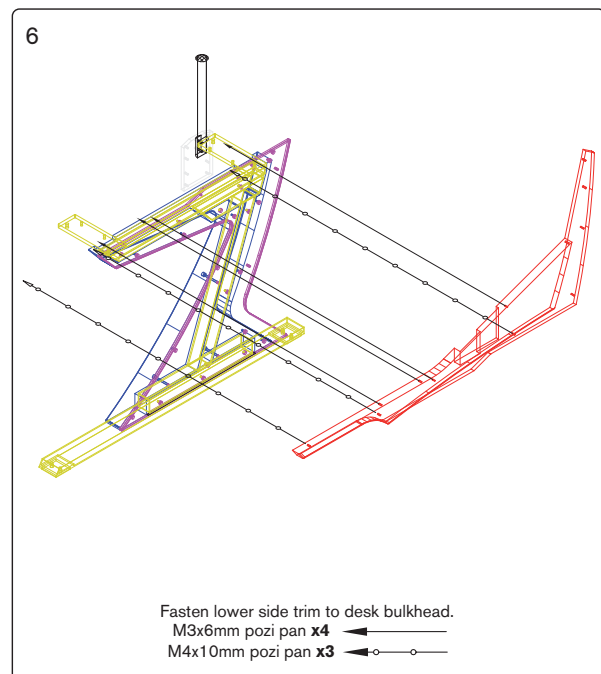 6
Fasten lower side trim to desk bulkhead.
M3x6mm pozi pan x4
M4x10mm pozi pan x3